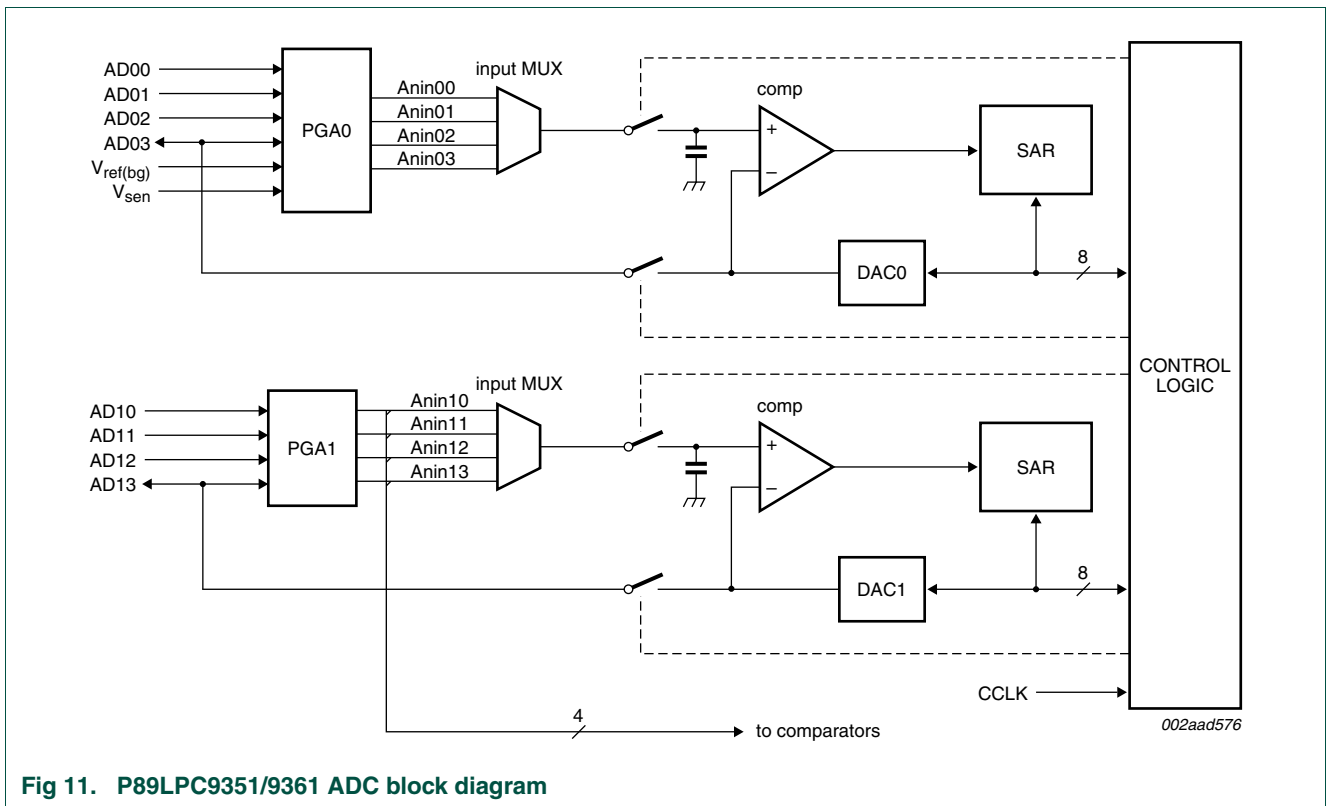 AD00
AD01
AD02
AD03
Vref(bg)
Vsen
PGA0
Anin00
Anin01
Anin02
Anin03
input MUX
comp
+
–
SAR
DAC0
8
CONTROL
LOGIC
AD10
AD11
AD12
AD13
PGA1
Anin10
Anin11
Anin12
Anin13
input MUX
comp
+
–
SAR
DAC1
8
CCLK
4
to comparators
002aad576
Fig 11. P89LPC9351/9361 ADC block diagram